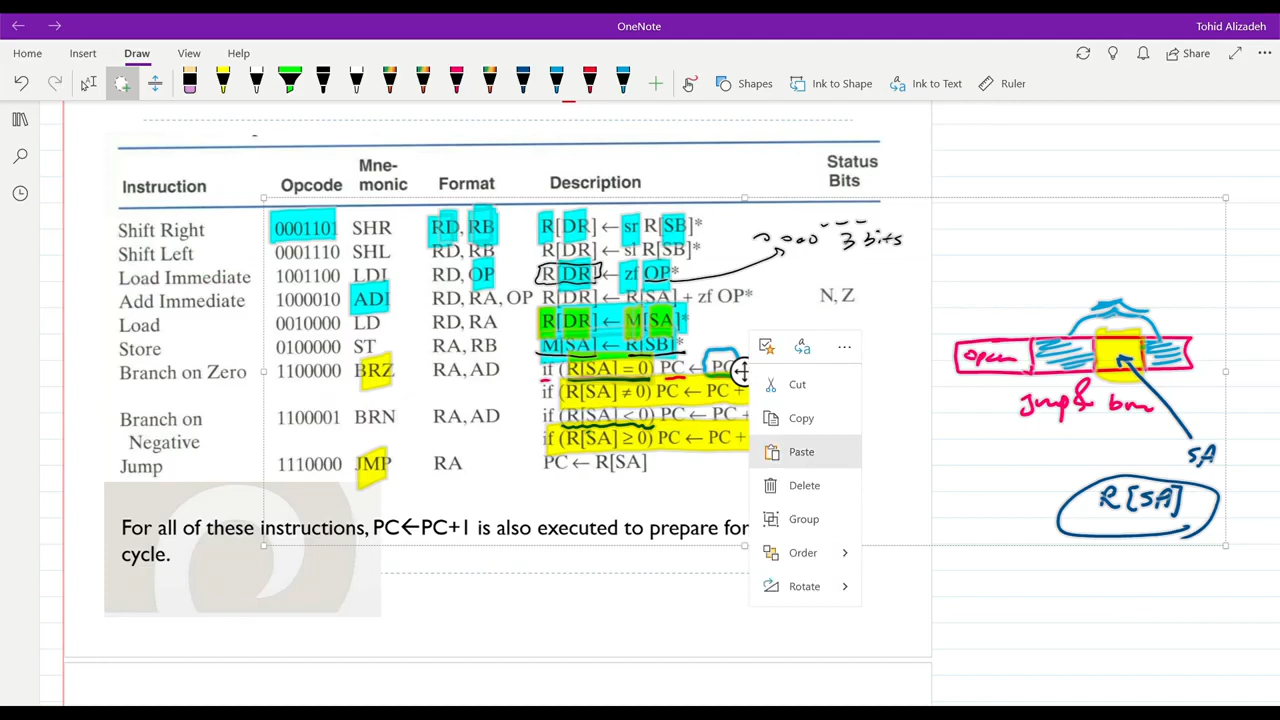 OneNote
Tohid Alizadeh
Home Insert Draw View Help
Share
Shapes Ink to Shape Ink to Text Ruler
Instruction Opcode Mne-monic Format Description Status Bits
Shift Right 0001101 SHR RD, RB R[DR] ← sr R[SB]*
3 bits
Shift Left 0001110 SHL RD, RB R[DR] ← sl R[SB]*
Load Immediate 1001100 LDI RD, OP R[DR] ← zf OP*
Add Immediate 1000010 ADI RD, RA, OP R[DR] ← R[SA] + zf OP* N, Z
Load 0010000 LD RD, RA R[DR] ← M[SA]*
Store 0100000 ST RA, RB M[SA] ← R[SB]*
Branch on Zero 1100000 BRZ RA, AD if (R[SA] = 0) PC ← PC
if (R[SA] ≠ 0) PC ← PC +
Branch on 1100001 BRN RA, AD if (R[SA] < 0) PC ← PC +
Negative if (R[SA] ≥ 0) PC ← PC +
Jump 1110000 JMP RA PC ← R[SA]
For all of these instructions, PC←PC+1 is also executed to prepare for
cycle.
Cut
Copy
Paste
Delete
Group
Order
Rotate
Jump &
SA
R[SA]